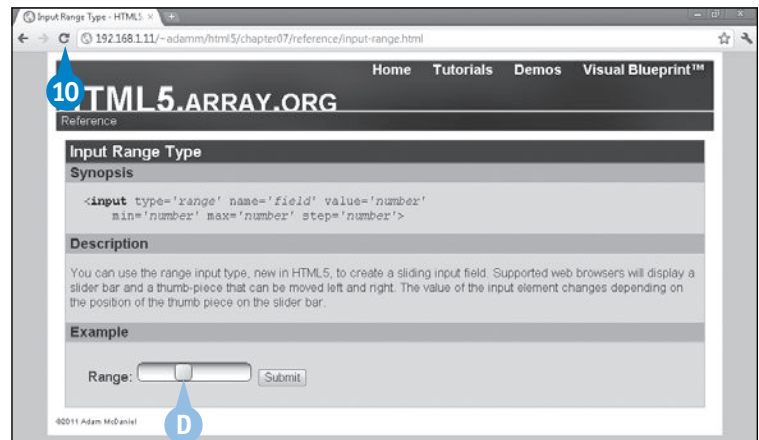 Input Range Type - HTML5
192.168.1.11/~adamm/html5/chapter07/reference/input-range.html
Home Tutorials Demos Visual Blueprint™
10
HTML5.ARRAY.ORG
Reference
Input Range Type
Synopsis
<input type='range' name='field' value='number'
min='number' max='number' step='number'>
Description
You can use the range input type, new in HTML5, to create a sliding input field. Supported web browsers will display a
slider bar and a thumb-piece that can be moved left and right. The value of the input element changes depending on
the position of the thumb piece on the slider bar.
Example
Range: Submit
©2011 Adam McDaniel
D